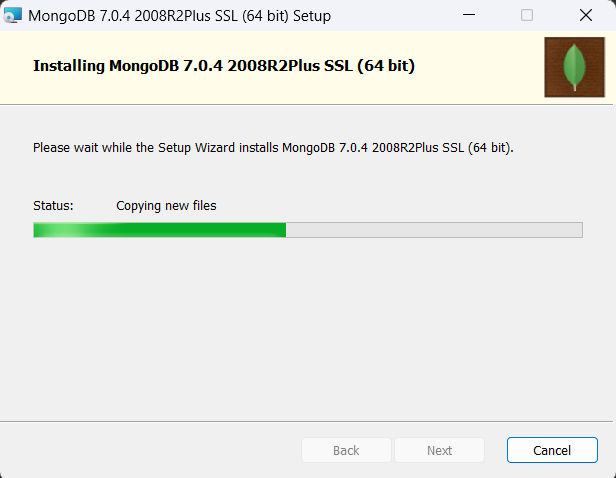 MongoDB 7.0.4 2008R2Plus SSL (64 bit) Setup
Installing MongoDB 7.0.4 2008R2Plus SSL (64 bit)
Please wait while the Setup Wizard installs MongoDB 7.0.4 2008R2Plus SSL (64 bit).
Status: Copying new files
Back Next Cancel